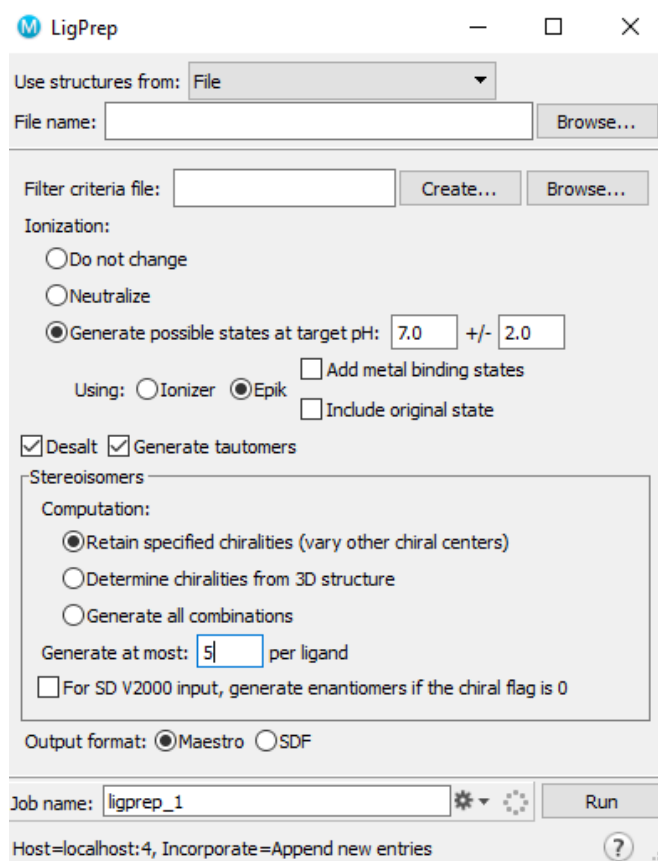 M LigPrep
Use structures from: File
File name: Browse...
Filter criteria file: Create... Browse...
Ionization:
Do not change
Neutralize
Generate possible states at target pH: 7.0 +/- 2.0
Add metal binding states
Using: Ionizer Epik
Include original state
Desalt Generate tautomers
Stereoisomers
Computation:
Retain specified chiralities (vary other chiral centers)
Determine chiralities from 3D structure
Generate all combinations
Generate at most: 5 per ligand
For SD V2000 input, generate enantiomers if the chiral flag is 0
Output format: Maestro SDF
Job name: ligprep_1 Run
Host=localhost:4, Incorporate=Append new entries ?